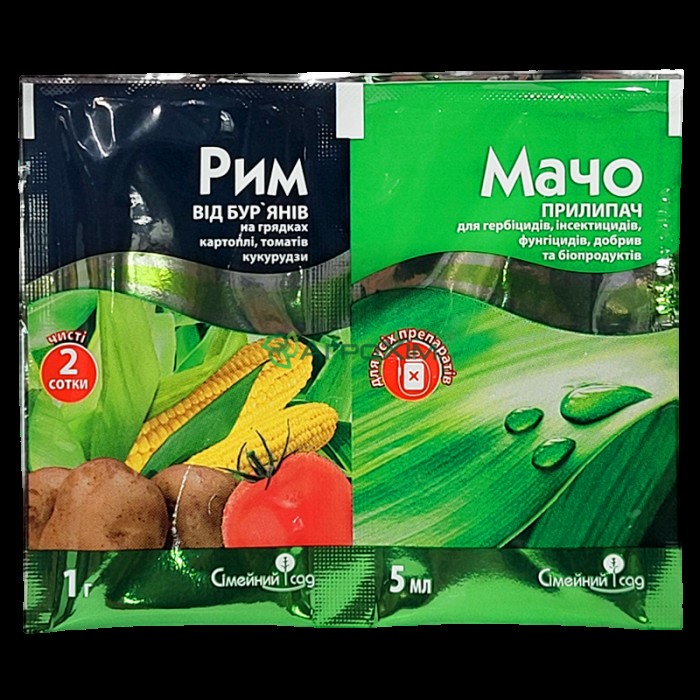 Рим
ВІД БУР`ЯНІВ
на грядках
картоплі, томатів
кукурудзи
чисті
2
СОТКИ
1 г
Сімейний сад
Мачо
ПРИЛИПАЧ
для гербіцидів, інсектицидів,
фунгіцидів, добрив
та біопродуктів
для усіх препаратів
5 мл
Сімейний сад